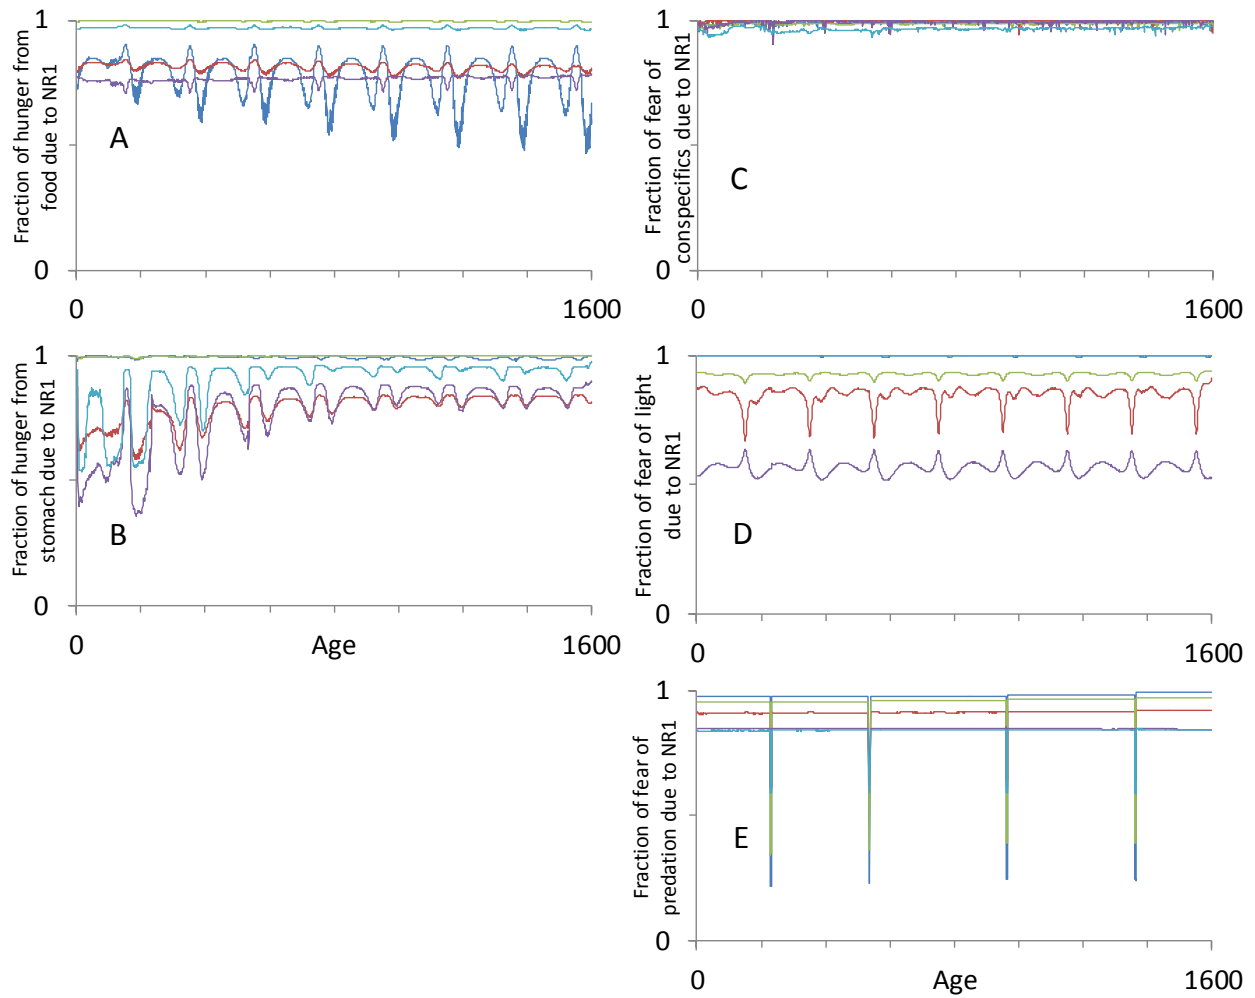 Fraction of hunger from
food due to NR1
1
A
0
0
1600
Fraction of fear of
conspecifics due to NR1
1
C
0
0
1600
Fraction of hunger from
stomach due to NR1
1
B
0
0
Age
1600
Fraction of fear of light
due to NR1
1
D
0
0
1600
Fraction of fear of
predation due to NR1
1
E
0
0
Age
1600